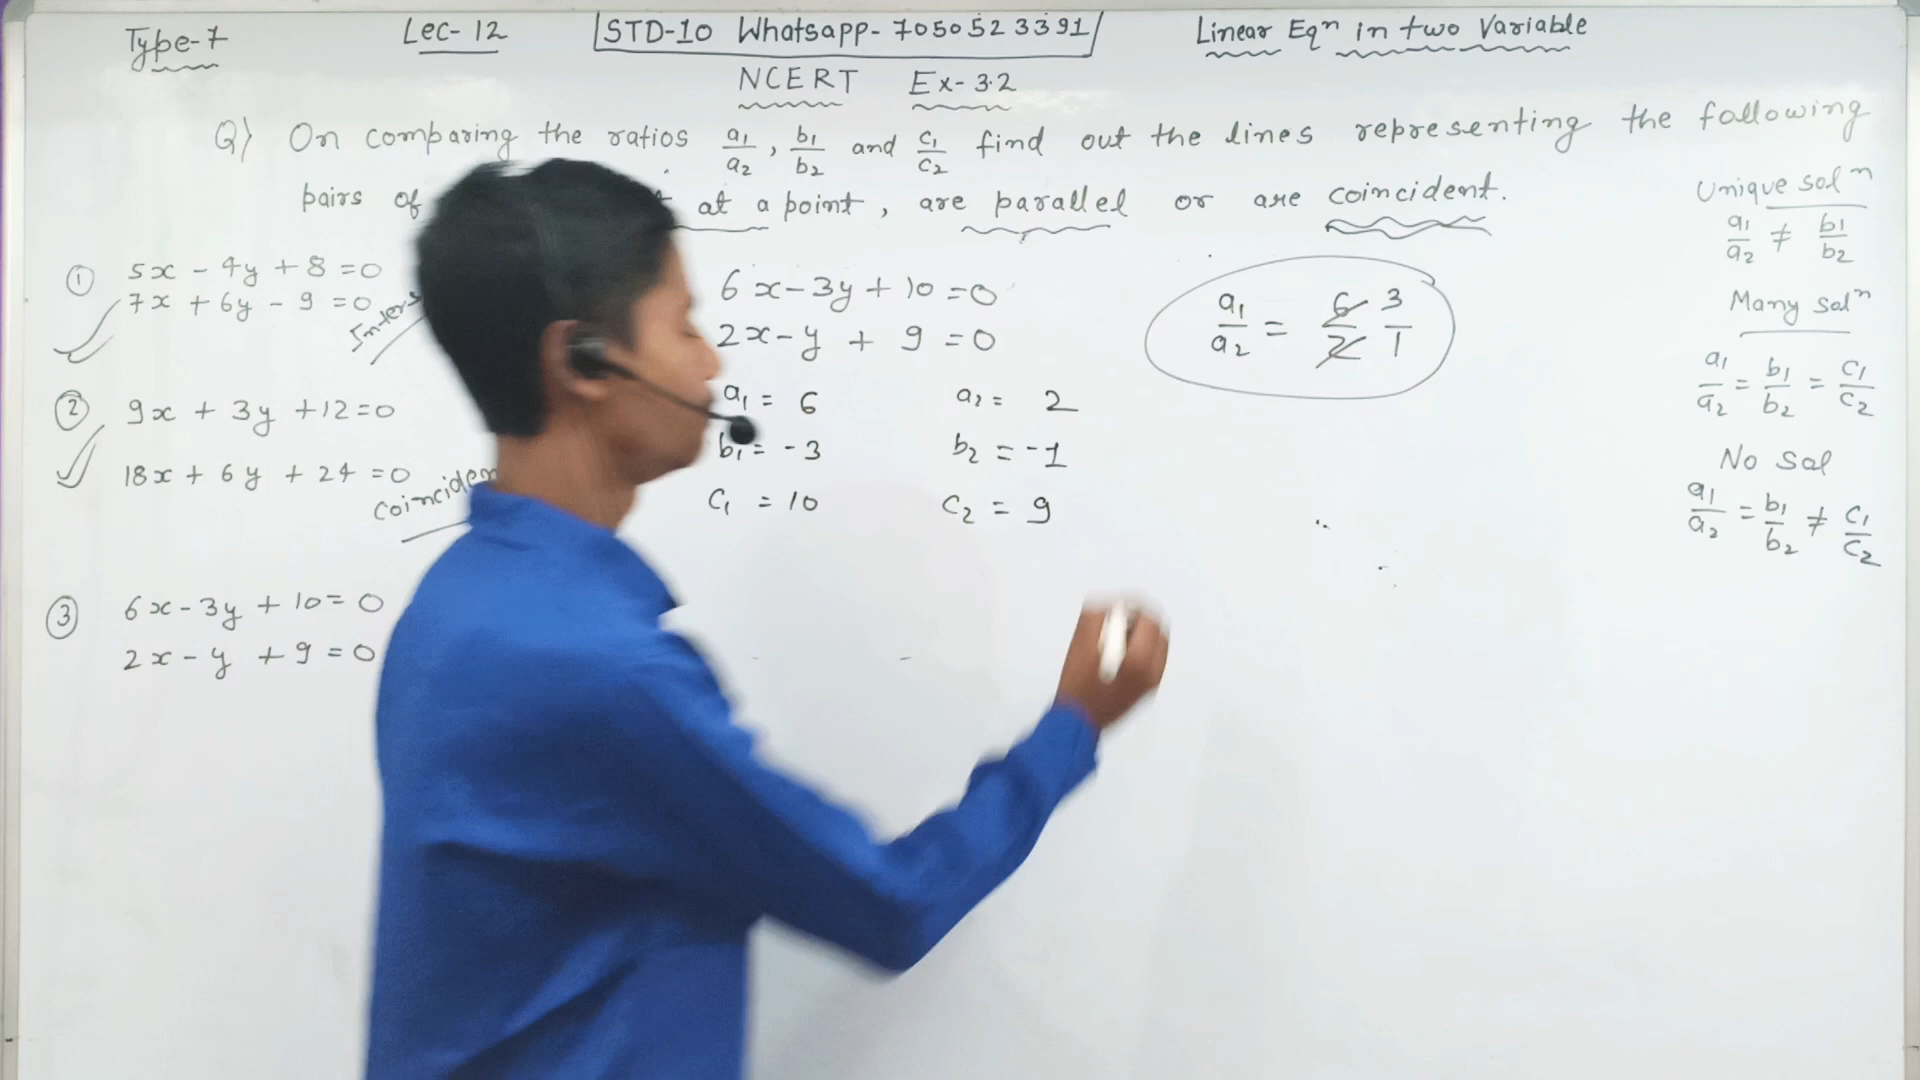 Type-7 Lec-12 STD-10 Whatsapp-7050523391 Linear Eqn in two Variable
NCERT Ex-3.2
Q) On comparing the ratios a1/a2, b1/b2 and c1/c2 find out the lines representing the following
pairs of at a point, are parallel or are coincident.
① 5x - 4y + 8 = 0
7x + 6y - 9 = 0
② 9x + 3y + 12 = 0
18x + 6y + 24 = 0
③ 6x - 3y + 10 = 0
2x - y + 9 = 0
6x - 3y + 10 = 0
2x - y + 9 = 0
a1 = 6 a2 = 2
b1 = -3 b2 = -1
c1 = 10 c2 = 9
a1/a2 = 6/2 3/1
Unique soln
a1/a2 ≠ b1/b2
Many soln
a1/a2 = b1/b2 = c1/c2
No Sol
a1/a2 = b1/b2 ≠ c1/c2